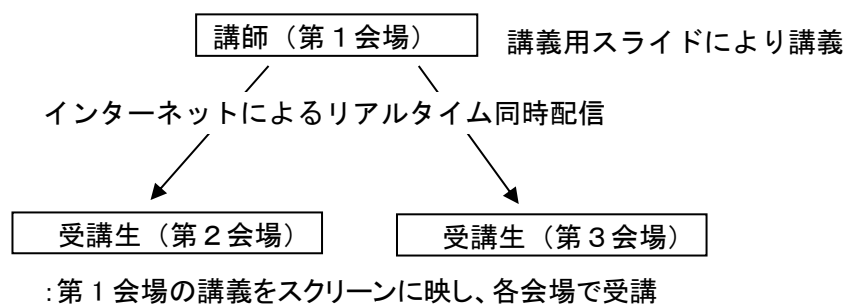 講師（第１会場）　講義用スライドにより講義
インターネットによるリアルタイム同時配信
受講生（第２会場）　受講生（第３会場）
：第１会場の講義をスクリーンに映し、各会場で受講